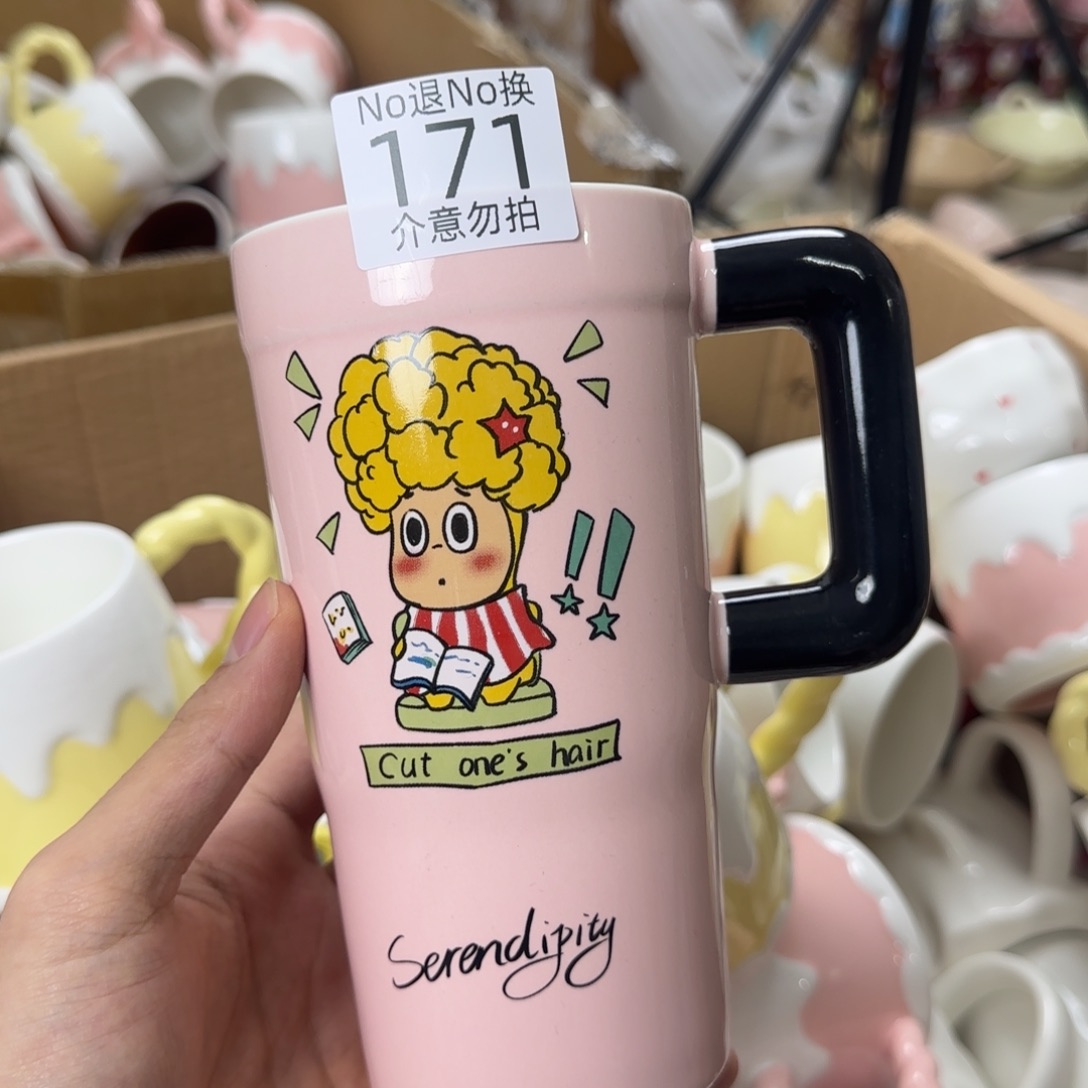 No退No换
171
介意勿拍
Cut one's hair
Serendipity